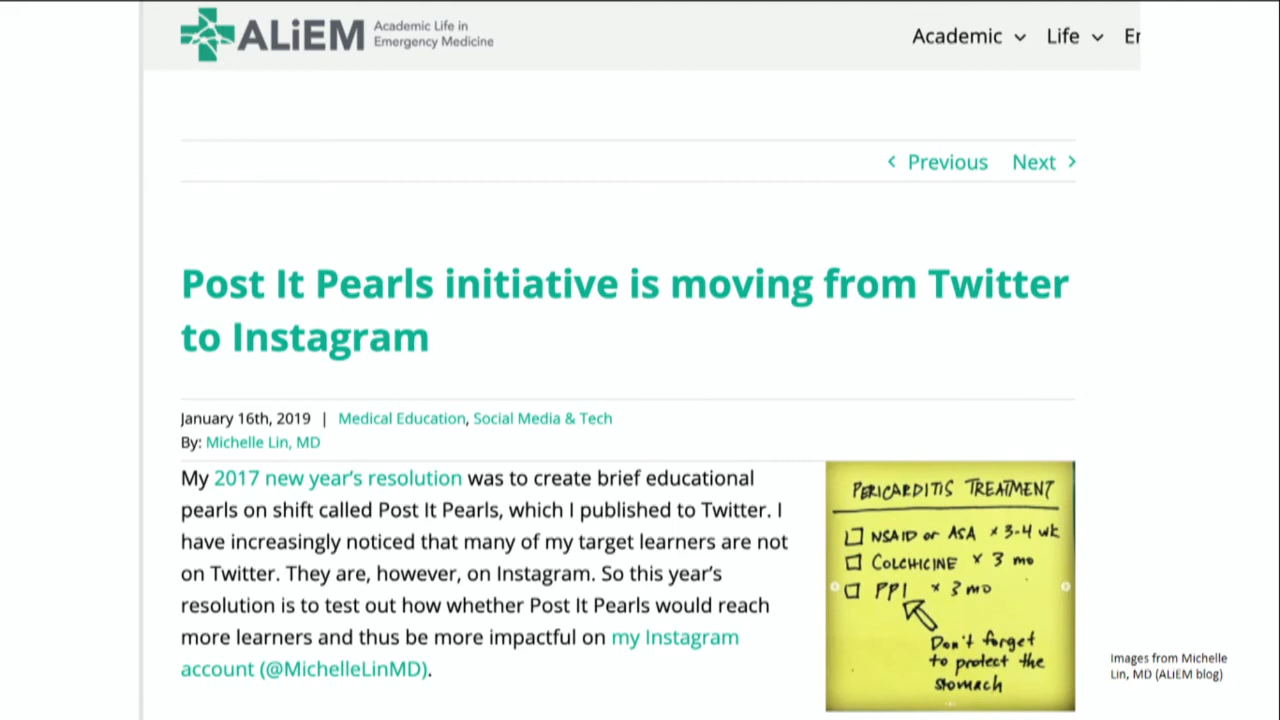 ALiEM Academic Life in
Emergency Medicine
Academic Life
Previous Next
Post It Pearls initiative is moving from Twitter
to Instagram
January 16th, 2019 | Medical Education, Social Media & Tech
By: Michelle Lin, MD
My 2017 new year's resolution was to create brief educational
pearls on shift called Post It Pearls, which I published to Twitter. I
have increasingly noticed that many of my target learners are not
on Twitter. They are, however, on Instagram. So this year's
resolution is to test out how whether Post It Pearls would reach
more learners and thus be more impactful on my Instagram
account (@MichelleLinMD).
PERICARDITIS TREATMENT
NSAID or ASA x 3-4 wk
COLCHICINE x 3 mo
PPI x 3 mo
Don't forget
to protect the
stomach
Images from Michelle
Lin, MD (ALiEM blog)